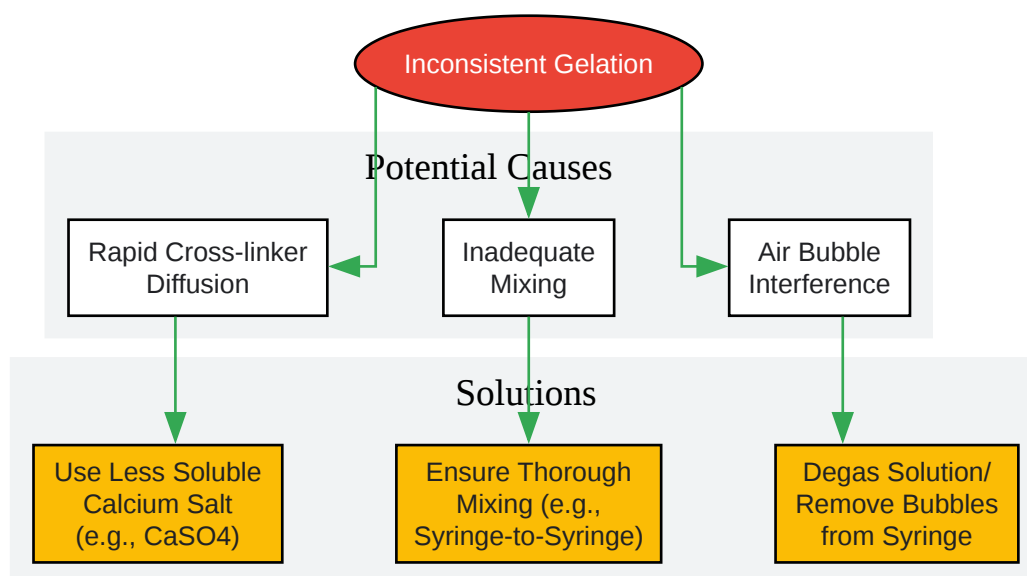 Inconsistent Gelation
Potential Causes
Rapid Cross-linker
Diffusion
Inadequate
Mixing
Air Bubble
Interference
Solutions
Use Less Soluble
Calcium Salt
(e.g., CaSO4)
Ensure Thorough
Mixing (e.g.,
Syringe-to-Syringe)
Degas Solution/
Remove Bubbles
from Syringe